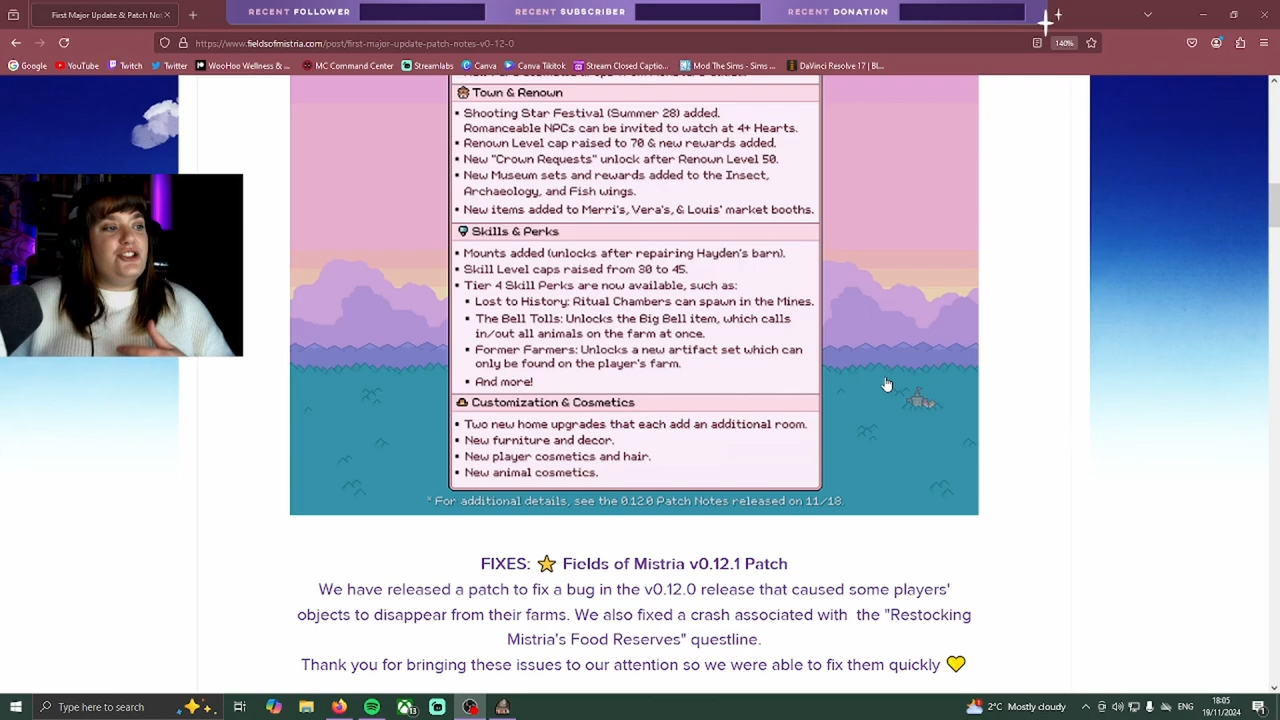 RECENT FOLLOWER
RECENT SUBSCRIBER
RECENT DONATION
First Major Update & Patch Not
https://www.fieldsofmistria.com/post/first-major-update-patch-notes-v0-12-0
140%
Google
YouTube
Twitch
Twitter
WooHoo Wellness &...
MC Command Center
Streamlabs
Canva
Canva Tikitok
Stream Closed Captio...
Mod The Sims - Sims ...
DaVinci Resolve 17 | Bl...
Town & Renown
▪ Shooting Star Festival (Summer 28) added.
Romanceable NPCs can be invited to watch at 4+ Hearts.
▪ Renown Level cap raised to 70 & new rewards added.
▪ New "Crown Requests" unlock after Renown Level 50.
▪ New Museum sets and rewards added to the Insect,
Archaeology, and Fish wings.
▪ New items added to Merri's, Vera's, & Louis' market booths.
Skills & Perks
▪ Mounts added (unlocks after repairing Hayden's barn).
▪ Skill Level caps raised from 30 to 45.
▪ Tier 4 Skill Perks are now available, such as:
▪ Lost to History: Ritual Chambers can spawn in the Mines.
▪ The Bell Tolls: Unlocks the Big Bell item, which calls
in/out all animals on the farm at once.
▪ Former Farmers: Unlocks a new artifact set which can
only be found on the player's farm.
▪ And more!
Customization & Cosmetics
▪ Two new home upgrades that each add an additional room.
▪ New furniture and decor.
▪ New player cosmetics and hair.
▪ New animal cosmetics.
* For additional details, see the 0.12.0 Patch Notes released on 11/18.
FIXES: ⭐ Fields of Mistria v0.12.1 Patch
We have released a patch to fix a bug in the v0.12.0 release that caused some players'
objects to disappear from their farms. We also fixed a crash associated with the "Restocking
Mistria's Food Reserves" questline.
Thank you for bringing these issues to our attention so we were able to fix them quickly 💛
Type here to search
13
2°C Mostly cloudy
ENG
18:05
19/11/2024
1